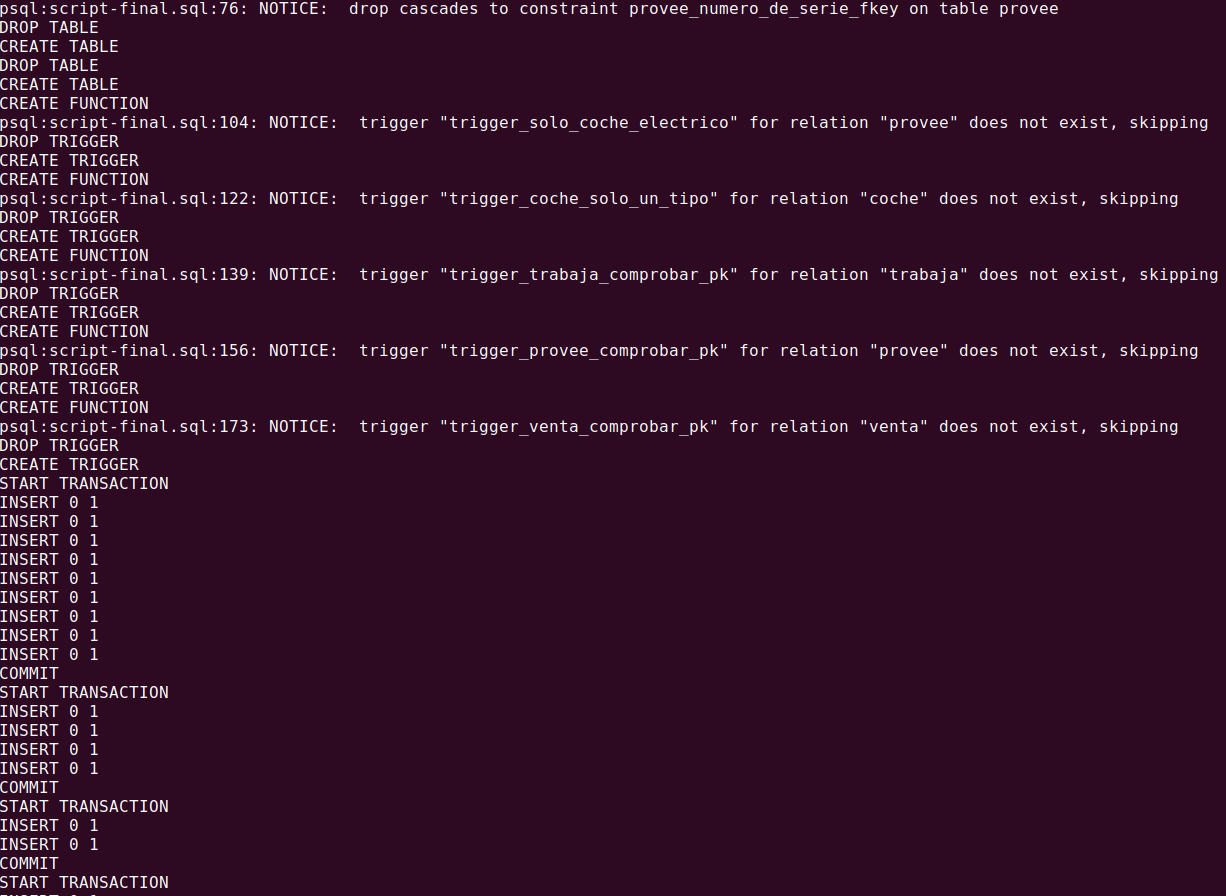 psql:script-final.sql:76: NOTICE:  drop cascades to constraint provee_numero_de_serie_fkey on table provee
DROP TABLE
CREATE TABLE
DROP TABLE
CREATE TABLE
CREATE FUNCTION
psql:script-final.sql:104: NOTICE:  trigger "trigger_solo_coche_electrico" for relation "provee" does not exist, skipping
DROP TRIGGER
CREATE TRIGGER
CREATE FUNCTION
psql:script-final.sql:122: NOTICE:  trigger "trigger_coche_solo_un_tipo" for relation "coche" does not exist, skipping
DROP TRIGGER
CREATE TRIGGER
CREATE FUNCTION
psql:script-final.sql:139: NOTICE:  trigger "trigger_trabaja_comprobar_pk" for relation "trabaja" does not exist, skipping
DROP TRIGGER
CREATE TRIGGER
CREATE FUNCTION
psql:script-final.sql:156: NOTICE:  trigger "trigger_provee_comprobar_pk" for relation "provee" does not exist, skipping
DROP TRIGGER
CREATE TRIGGER
CREATE FUNCTION
psql:script-final.sql:173: NOTICE:  trigger "trigger_venta_comprobar_pk" for relation "venta" does not exist, skipping
DROP TRIGGER
CREATE TRIGGER
START TRANSACTION
INSERT 0 1
INSERT 0 1
INSERT 0 1
INSERT 0 1
INSERT 0 1
INSERT 0 1
INSERT 0 1
INSERT 0 1
INSERT 0 1
COMMIT
START TRANSACTION
INSERT 0 1
INSERT 0 1
INSERT 0 1
INSERT 0 1
COMMIT
START TRANSACTION
INSERT 0 1
INSERT 0 1
COMMIT
START TRANSACTION